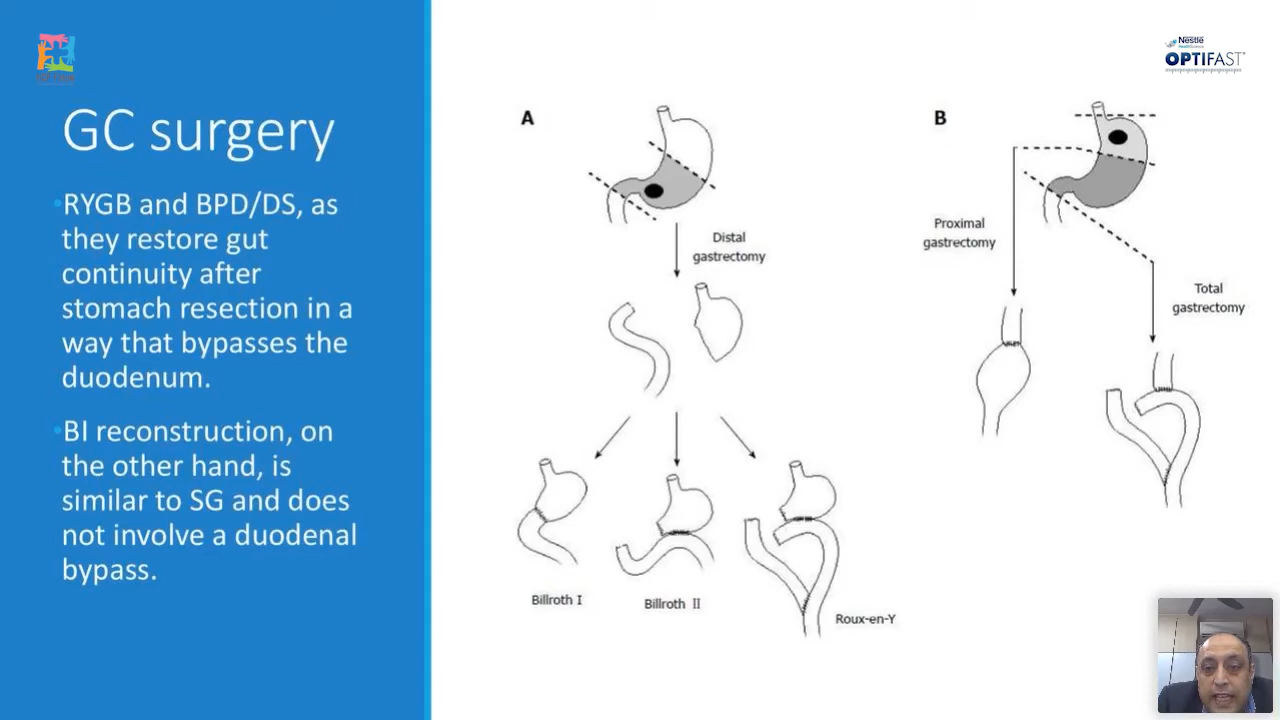 GC surgery
•RYGB and BPD/DS, as
they restore gut
continuity after
stomach resection in a
way that bypasses the
duodenum.
•BI reconstruction, on
the other hand, is
similar to SG and does
not involve a duodenal
bypass.
A
Distal
gastrectomy
Billroth I
Billroth II
Roux-en-Y
B
Proximal
gastrectomy
Total
gastrectomy
Nestlé
HealthScience
OPTIFAST